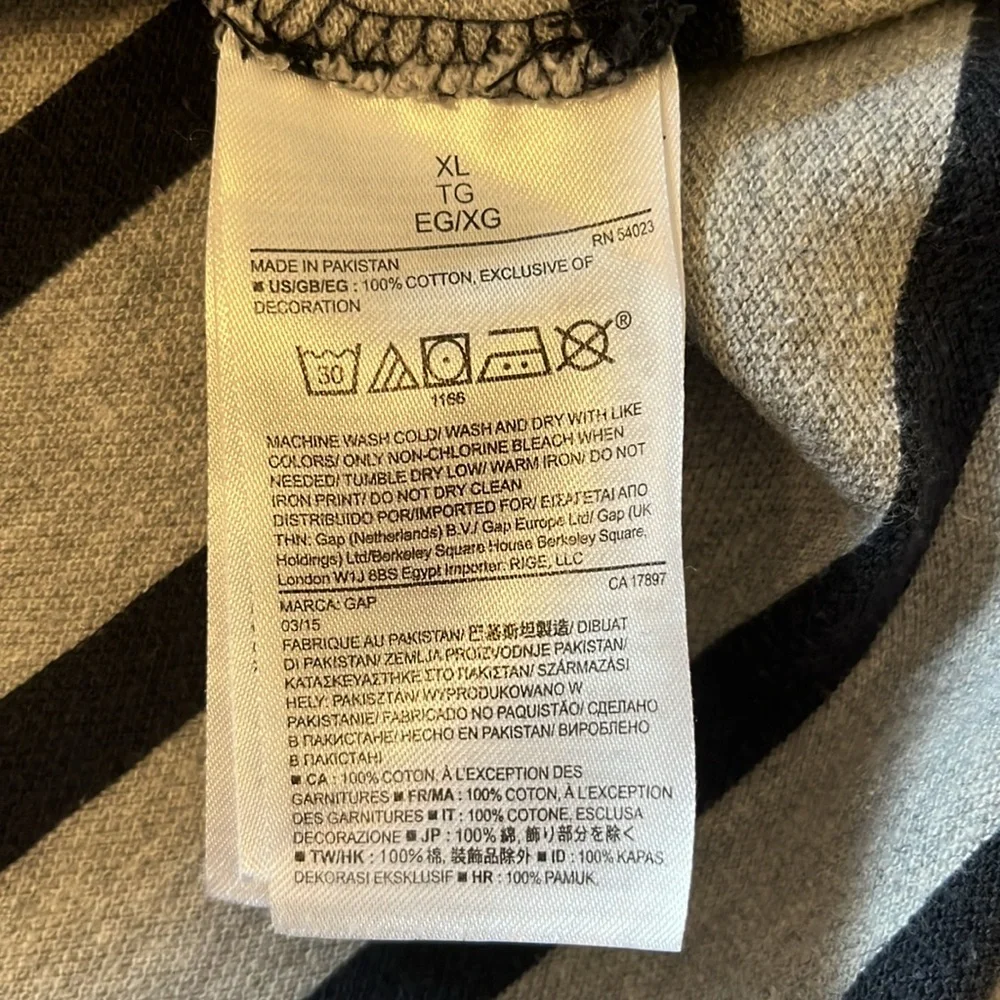 XL
TG
EG/XG
RN 54023
MADE IN PAKISTAN
■ US/GB/EG : 100% COTTON, EXCLUSIVE OF
DECORATION
30 ®
1166
MACHINE WASH COLD/ WASH AND DRY WITH LIKE
COLORS/ ONLY NON-CHLORINE BLEACH WHEN
NEEDED/ TUMBLE DRY LOW/ WARM IRON/ DO NOT
IRON PRINT/ DO NOT DRY CLEAN
DISTRIBUIDO POR/IMPORTED FOR/ ΕΙΣΑΓΕΤΑΙ ΑΠΟ
ΤΗΝ: Gap (Netherlands) B.V./ Gap Europe Ltd/ Gap (UK
Holdings) Ltd/Berkeley Square House Berkeley Square,
London W1J 8BS Egypt Importer: RIGE, LLC
CA 17897
MARCA: GAP
03/15
FABRIQUE AU PAKISTAN/ 巴基斯坦製造/ DIBUAT
DI PAKISTAN/ ZEMLJA PROIZVODNJE PAKISTAN/
ΚΑΤΑΣΚΕΥΑΣΤΗΚΕ ΣΤΟ ΠΑΚΙΣΤΑΝ/ SZÁRMAZÁSI
HELY: PAKISZTÁN/ WYPRODUKOWANO W
PAKISTANIE/ FABRICADO NO PAQUISTÃO/ СДЕЛАНО
В ПАКИСТАНЕ/ HECHO EN PAKISTAN/ ВИРОБЛЕНО
В ПАКІСТАНІ
■ CA : 100% COTON, À L'EXCEPTION DES
GARNITURES ■ FR/MA : 100% COTON, À L'EXCEPTION
DES GARNITURES ■ IT : 100% COTONE, ESCLUSA
DECORAZIONE ■ JP : 100% 綿, 飾り部分を除く
■ TW/HK : 100% 棉, 裝飾品除外 ■ ID : 100% KAPAS
DEKORASI EKSKLUSIF ■ HR : 100% PAMUK,